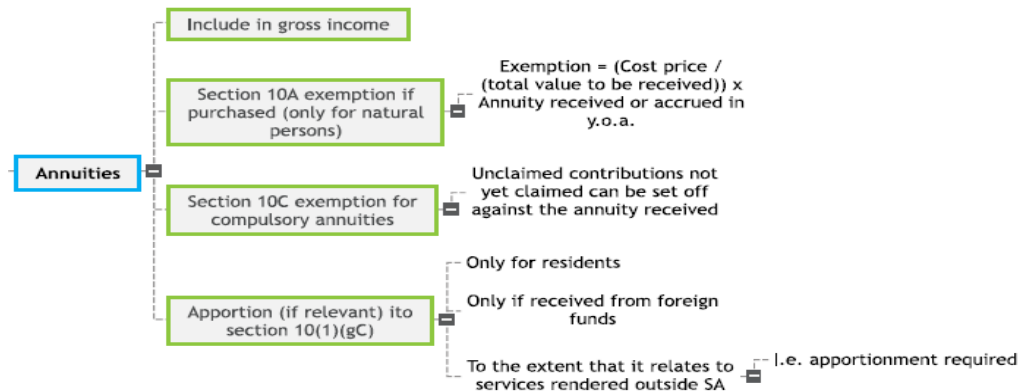 Annuities
Include in gross income
Section 10A exemption if
purchased (only for natural
persons)
Exemption = (Cost price /
(total value to be received)) x
Annuity received or accrued in
y.o.a.
Section 10C exemption for
compulsory annuities
Unclaimed contributions not
yet claimed can be set off
against the annuity received
Apportion (if relevant) ito
section 10(1)(gC)
Only for residents
Only if received from foreign
funds
To the extent that it relates to
services rendered outside SA
I.e. apportionment required